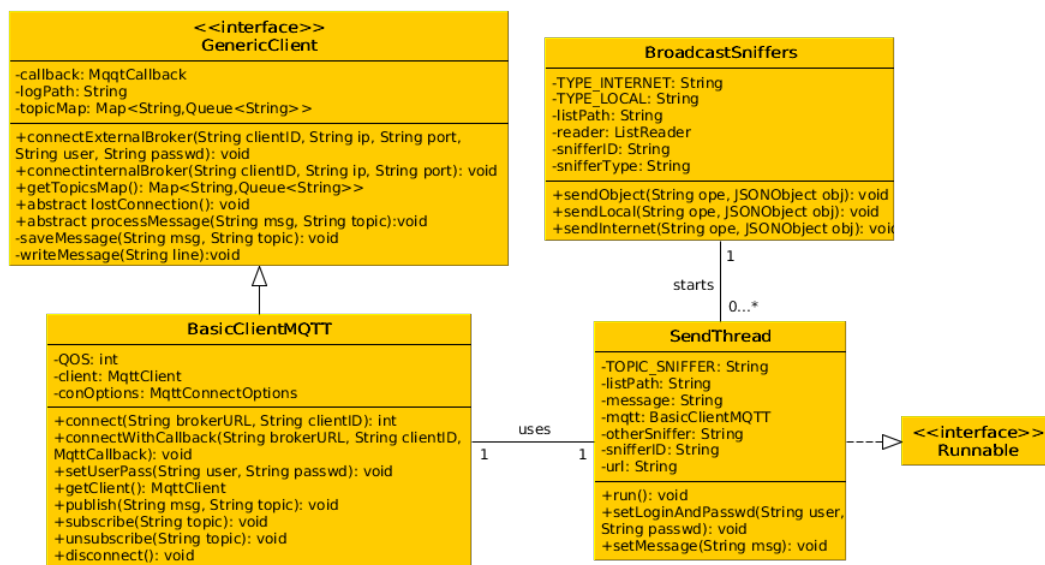 <<interface>>
GenericClient
-callback: MqqtCallback
-logPath: String
-topicMap: Map<String,Queue<String>>
+connectExternalBroker(String clientID, String ip, String port,
String user, String passwd): void
+connectinternalBroker(String clientID, String ip, String port): void
+getTopicsMap(): Map<String,Queue<String>>
+abstract lostConnection(): void
+abstract processMessage(String msg, String topic):void
-saveMessage(String msg, String topic): void
-writeMessage(String line):void
BroadcastSniffers
-TYPE_INTERNET: String
-TYPE_LOCAL: String
-listPath: String
-reader: ListReader
-snifferID: String
-snifferType: String
+sendObject(String ope, JSONObject obj): void
+sendLocal(String ope, JSONObject obj): void
+sendInternet(String ope, JSONObject obj): void
1
starts
0...*
BasicClientMQTT
-QOS: int
-client: MqttClient
-conOptions: MqttConnectOptions
+connect(String brokerURL, String clientID): int
+connectWithCallback(String brokerURL, String clientID,
MqttCallback): void
+setUserPass(String user, String passwd): void
+getClient(): MqttClient
+publish(String msg, String topic): void
+subscribe(String topic): void
+unsubscribe(String topic): void
+disconnect(): void
uses
1
1
SendThread
-TOPIC_SNIFFER: String
-listPath: String
-message: String
-mqtt: BasicClientMQTT
-otherSniffer: String
-snifferID: String
-url: String
+run(): void
+setLoginAndPasswd(String user,
String passwd): void
+setMessage(String msg): void
<<interface>>
Runnable